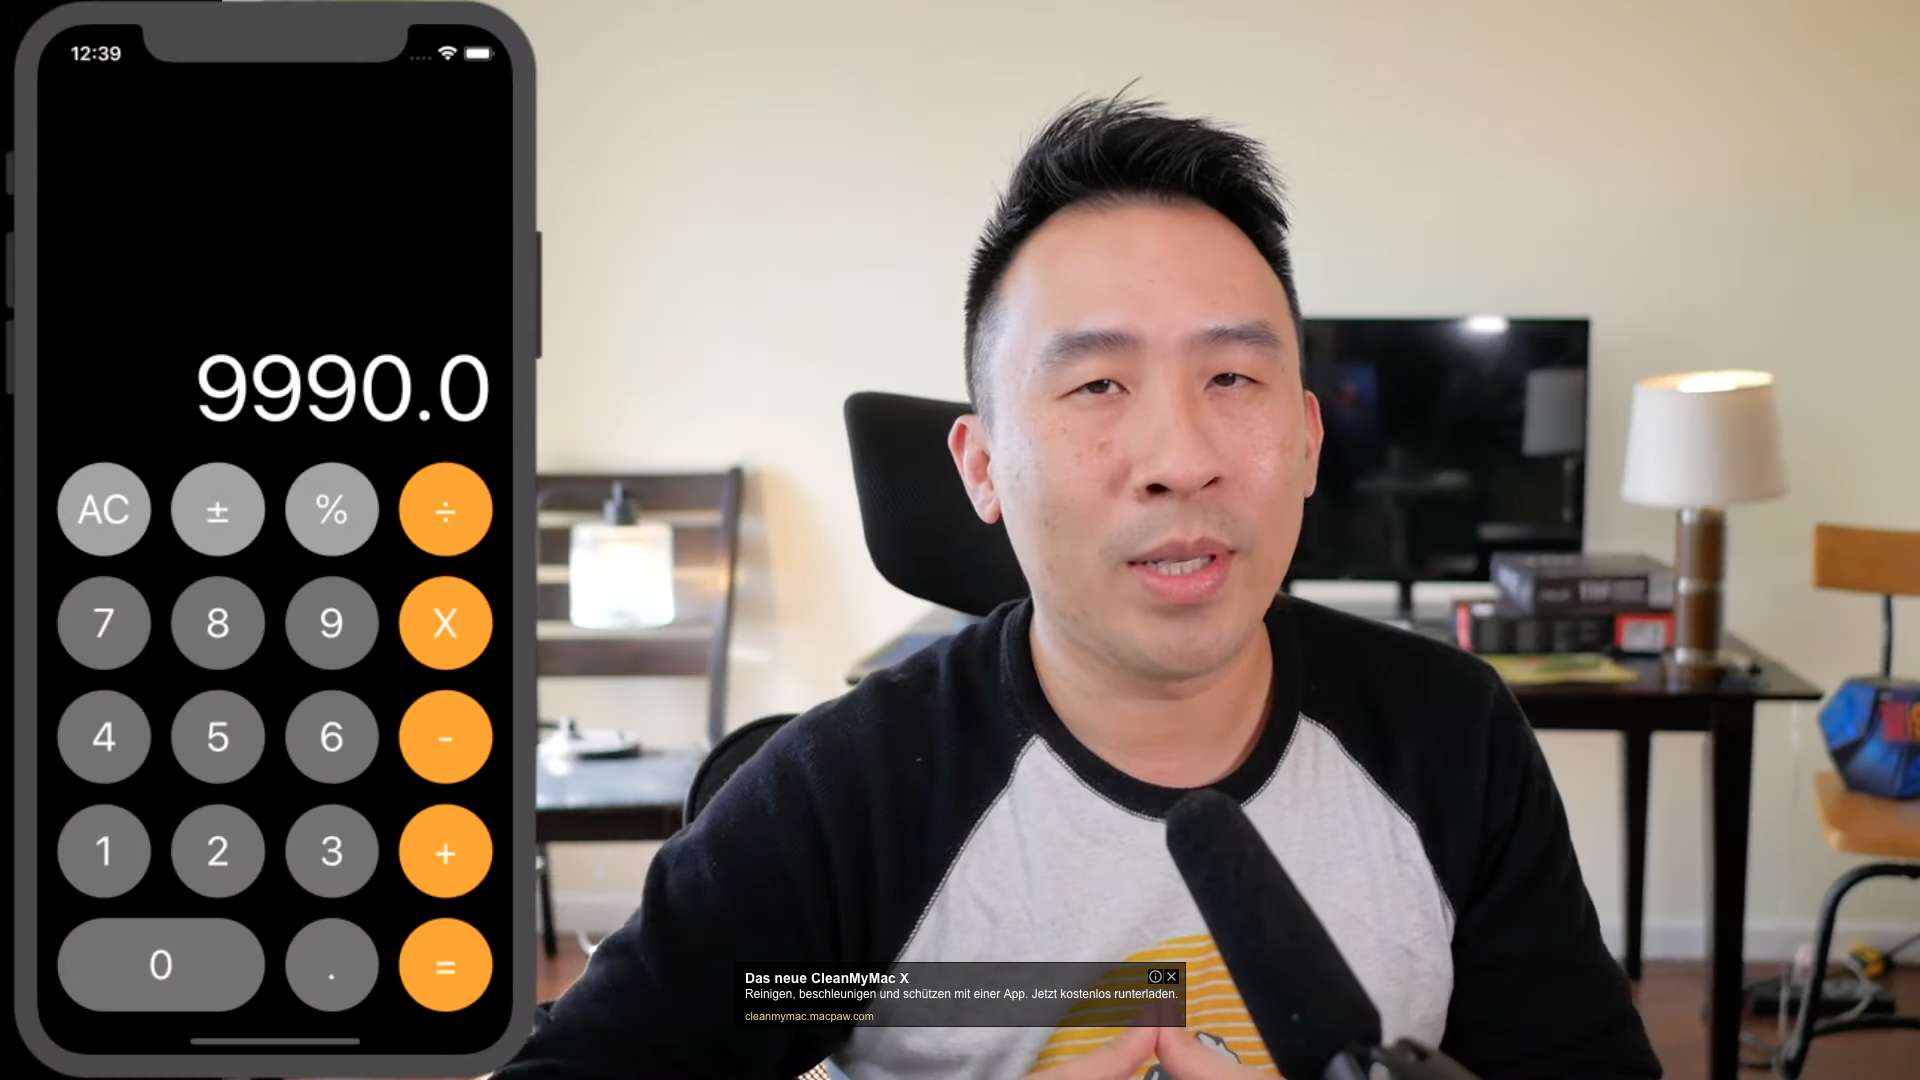 12:39
9990.0
AC ± % ÷
7 8 9 X
4 5 6 -
1 2 3 +
0 . =
Das neue CleanMyMac X
Reinigen, beschleunigen und schützen mit einer App. Jetzt kostenlos runterladen.
cleanmymac.macpaw.com